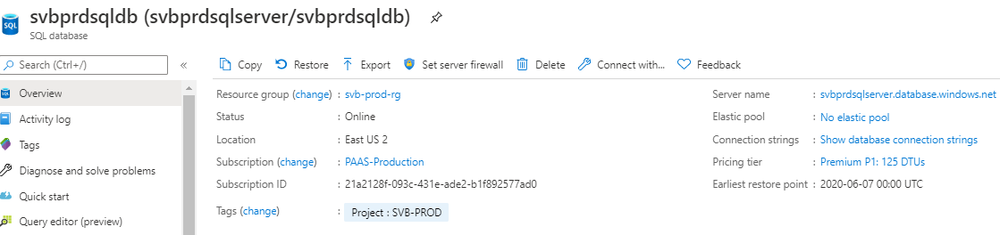 svbprdsqldb (svbprdsqlserver/svbprdsqldb)
SQL
SQL database
Search (Ctrl+/)
«
Overview
Activity log
Tags
Diagnose and solve problems
Quick start
Query editor (preview)
Copy Restore Export Set server firewall Delete Connect with... Feedback
Resource group (change) : svb-prod-rg
Status : Online
Location : East US 2
Subscription (change) : PAAS-Production
Subscription ID : 21a2128f-093c-431e-ade2-b1f892577ad0
Tags (change) : Project : SVB-PROD
Server name : svbprdsqlserver.database.windows.net
Elastic pool : No elastic pool
Connection strings : Show database connection strings
Pricing tier : Premium P1: 125 DTUs
Earliest restore point : 2020-06-07 00:00 UTC